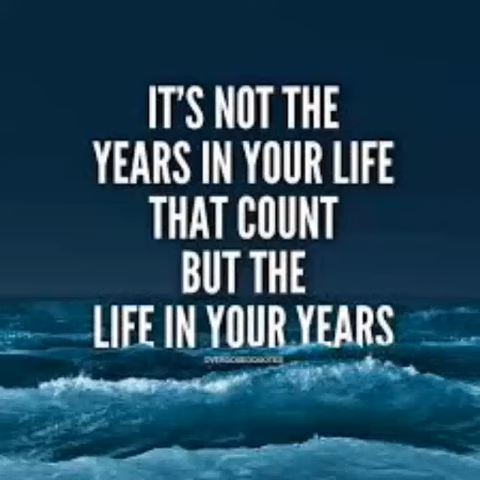 IT'S NOT THE
YEARS IN YOUR LIFE
THAT COUNT
BUT THE
LIFE IN YOUR YEARS